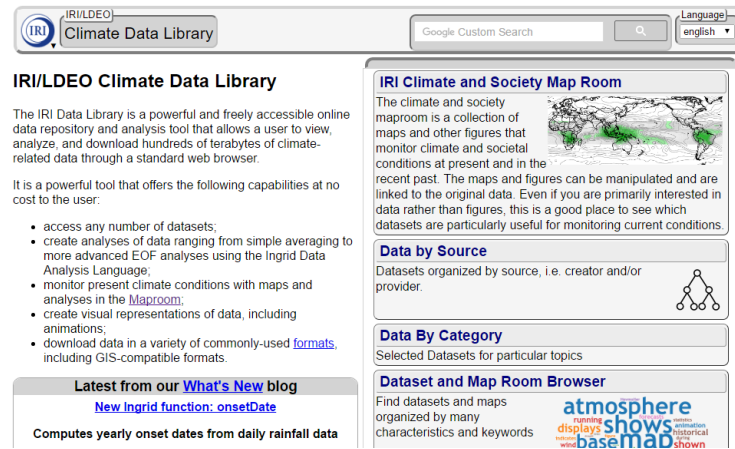 IRI
IRI/LDEO
Climate Data Library
Google Custom Search
Language
english
IRI/LDEO Climate Data Library
The IRI Data Library is a powerful and freely accessible online
data repository and analysis tool that allows a user to view,
analyze, and download hundreds of terabytes of climate-
related data through a standard web browser.
It is a powerful tool that offers the following capabilities at no
cost to the user:
access any number of datasets;
create analyses of data ranging from simple averaging to
more advanced EOF analyses using the Ingrid Data
Analysis Language;
monitor present climate conditions with maps and
analyses in the Maproom;
create visual representations of data, including
animations;
download data in a variety of commonly-used formats,
including GIS-compatible formats.
Latest from our What's New blog
New Ingrid function: onsetDate
Computes yearly onset dates from daily rainfall data
IRI Climate and Society Map Room
The climate and society
maproom is a collection of
maps and other figures that
monitor climate and societal
conditions at present and in the
recent past. The maps and figures can be manipulated and are
linked to the original data. Even if you are primarily interested in
data rather than figures, this is a good place to see which
datasets are particularly useful for monitoring current conditions.
Data by Source
Datasets organized by source, i.e. creator and/or
provider.
Data By Category
Selected Datasets for particular topics
Dataset and Map Room Browser
Find datasets and maps
organized by many
characteristics and keywords
atmosphere
running forecasts statistics
displays shows animation
historical
during
wind basemap shown